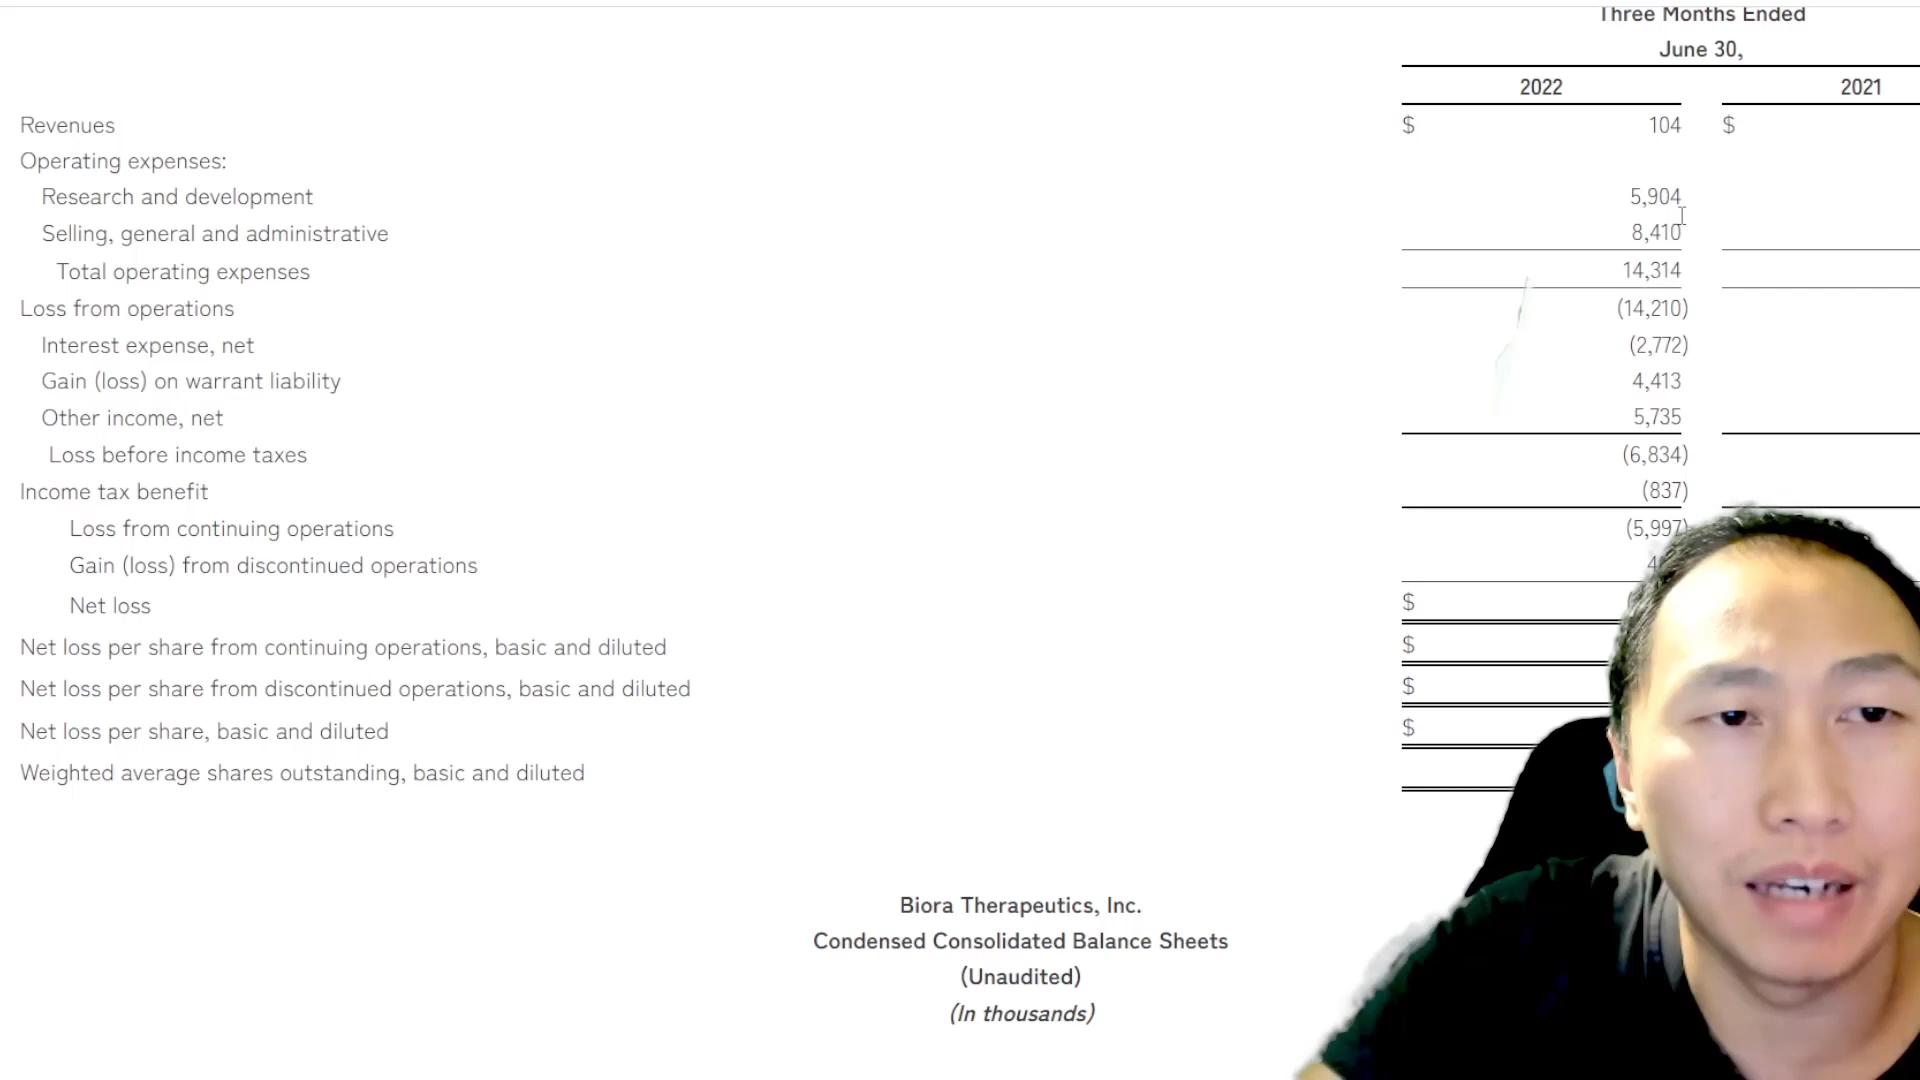 Three Months Ended
June 30,
2022 2021
Revenues $ 104 $
Operating expenses:
Research and development 5,904
Selling, general and administrative 8,410
Total operating expenses 14,314
Loss from operations (14,210)
Interest expense, net (2,772)
Gain (loss) on warrant liability 4,413
Other income, net 5,735
Loss before income taxes (6,834)
Income tax benefit (837)
Loss from continuing operations (5,997)
Gain (loss) from discontinued operations
Net loss $
Net loss per share from continuing operations, basic and diluted $
Net loss per share from discontinued operations, basic and diluted $
Net loss per share, basic and diluted $
Weighted average shares outstanding, basic and diluted
Biora Therapeutics, Inc.
Condensed Consolidated Balance Sheets
(Unaudited)
(In thousands)